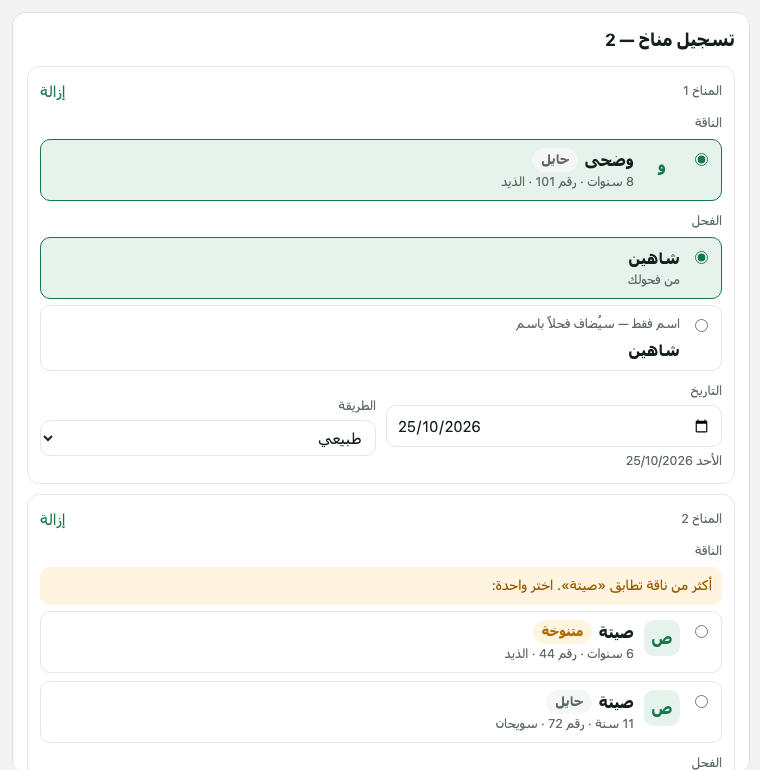 تسجيل مناخ — 2
المناخ 1
إزالة
الناقة
و
وضحى
حايل
8 سنوات · رقم 101 · الذيد
الفحل
شاهين
من فحولك
اسم فقط — سيُضاف فحلاً باسم
شاهين
التاريخ
25/10/2026
الأحد 25/10/2026
الطريقة
طبيعي
المناخ 2
إزالة
الناقة
أكثر من ناقة تطابق «صيتة». اختر واحدة:
ص
صيتة
متنوخة
6 سنوات · رقم 44 · الذيد
ص
صيتة
حايل
11 سنة · رقم 72 · سويحان
الفحل